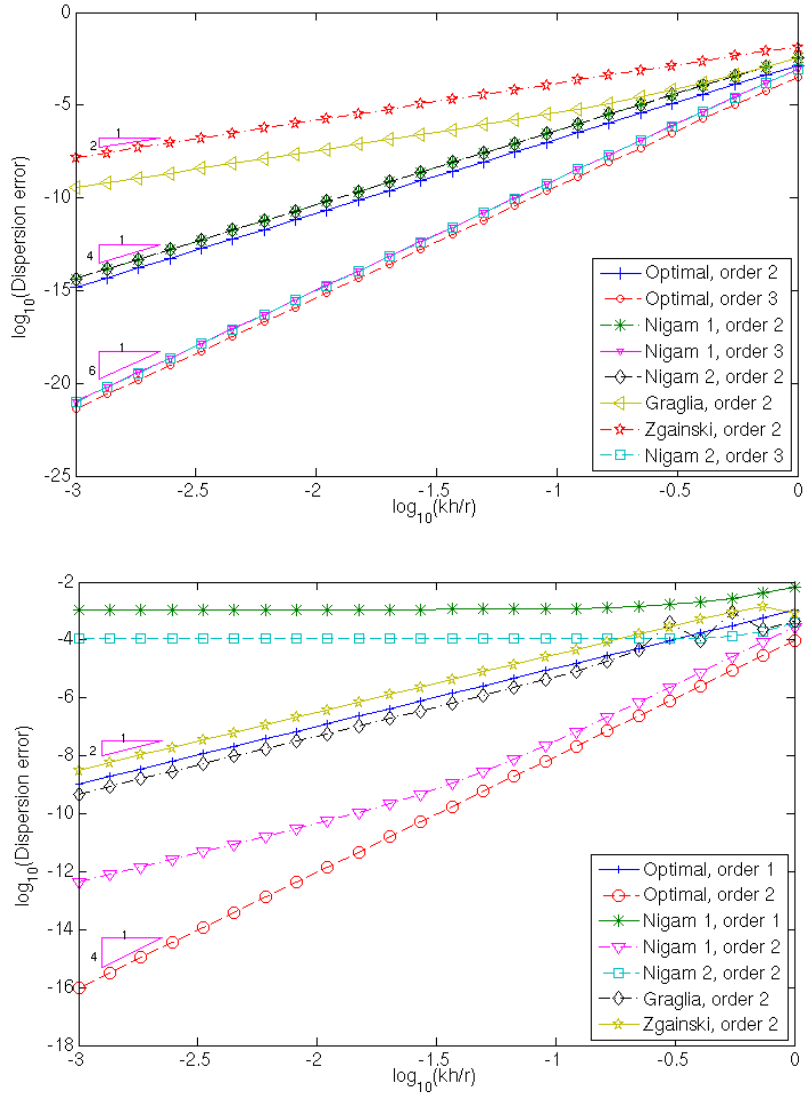 0
-5
-10
-15
-20
-25
log10(Dispersion error)
1
2
1
4
1
6
Optimal, order 2
Optimal, order 3
Nigam 1, order 2
Nigam 1, order 3
Nigam 2, order 2
Graglia, order 2
Zgainski, order 2
Nigam 2, order 3
-3
-2.5
-2
-1.5
-1
-0.5
0
log10(kh/r)
-2
-4
-6
-8
-10
-12
-14
-16
-18
log10(Dispersion error)
1
2
1
4
Optimal, order 1
Optimal, order 2
Nigam 1, order 1
Nigam 1, order 2
Nigam 2, order 2
Graglia, order 2
Zgainski, order 2
-3
-2.5
-2
-1.5
-1
-0.5
0
log10(kh/r)